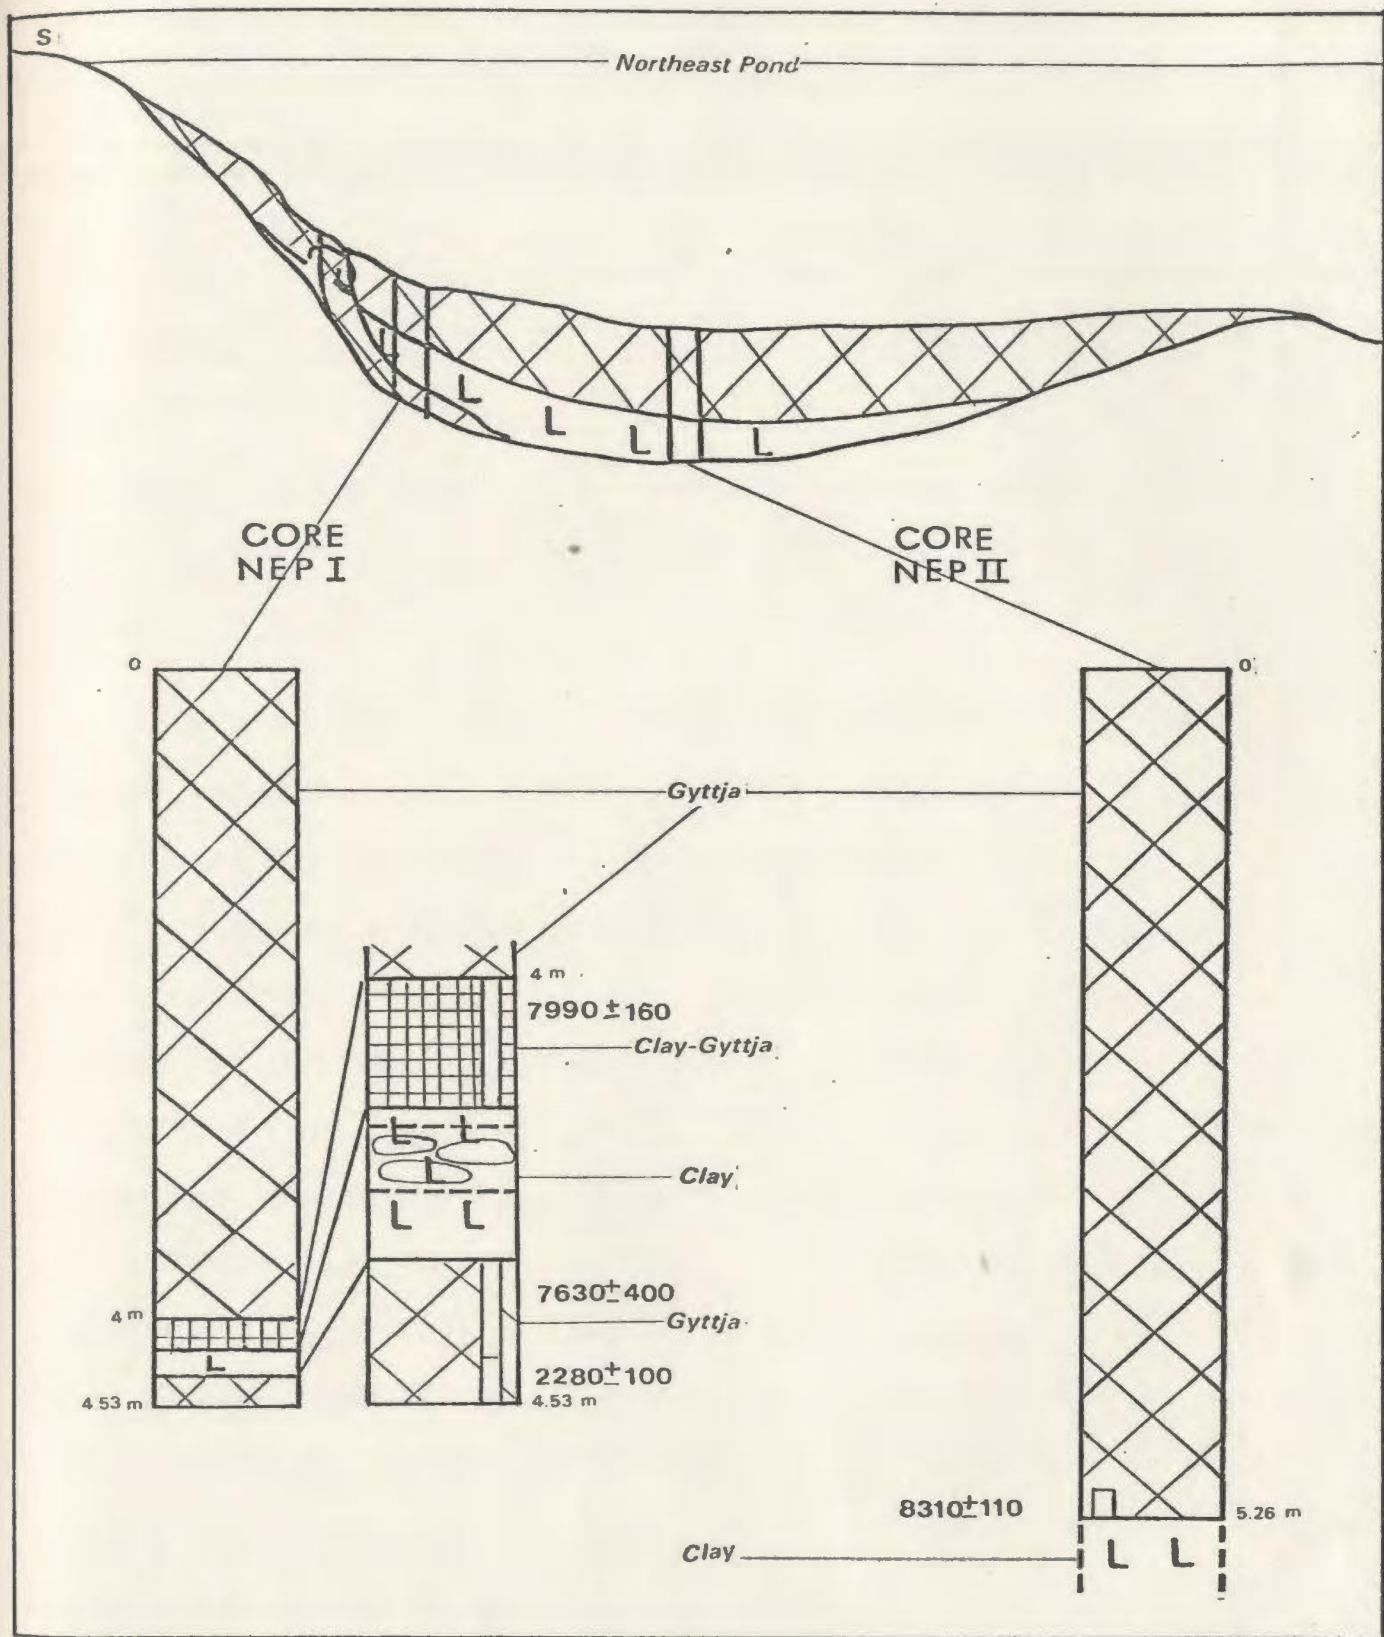 S
Northeast Pond
L
L
L
L
L
L
CORE
NEP I
CORE
NEP II
0
0
Gyttja
4 m
7990±160
Clay-Gyttja
L L
L
Clay
L L
7630±400
4 m
Gyttja
L
2280±100
4.53 m
4.53 m
8310±110
5.26 m
Clay
L L